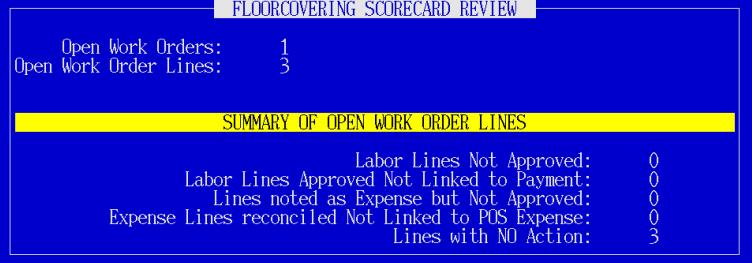 FLOORCOVERING SCORECARD REVIEW
Open Work Orders: 1
Open Work Order Lines: 3
SUMMARY OF OPEN WORK ORDER LINES
Labor Lines Not Approved: 0
Labor Lines Approved Not Linked to Payment: 0
Lines noted as Expense but Not Approved: 0
Expense Lines reconciled Not Linked to POS Expense: 0
Lines with NO Action: 3